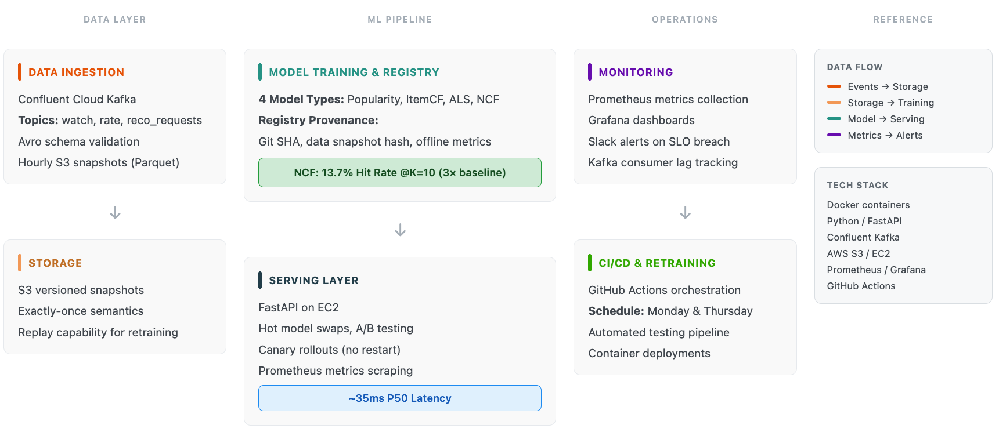 DATA LAYER
DATA INGESTION
Confluent Cloud Kafka
Topics: watch, rate, reco_requests
Avro schema validation
Hourly S3 snapshots (Parquet)
STORAGE
S3 versioned snapshots
Exactly-once semantics
Replay capability for retraining
ML PIPELINE
MODEL TRAINING & REGISTRY
4 Model Types: Popularity, ItemCF, ALS, NCF
Registry Provenance:
Git SHA, data snapshot hash, offline metrics
NCF: 13.7% Hit Rate @K=10 (3× baseline)
SERVING LAYER
FastAPI on EC2
Hot model swaps, A/B testing
Canary rollouts (no restart)
Prometheus metrics scraping
~35ms P50 Latency
OPERATIONS
MONITORING
Prometheus metrics collection
Grafana dashboards
Slack alerts on SLO breach
Kafka consumer lag tracking
CI/CD & RETRAINING
GitHub Actions orchestration
Schedule: Monday & Thursday
Automated testing pipeline
Container deployments
REFERENCE
DATA FLOW
Events → Storage
Storage → Training
Model → Serving
Metrics → Alerts
TECH STACK
Docker containers
Python / FastAPI
Confluent Kafka
AWS S3 / EC2
Prometheus / Grafana
GitHub Actions